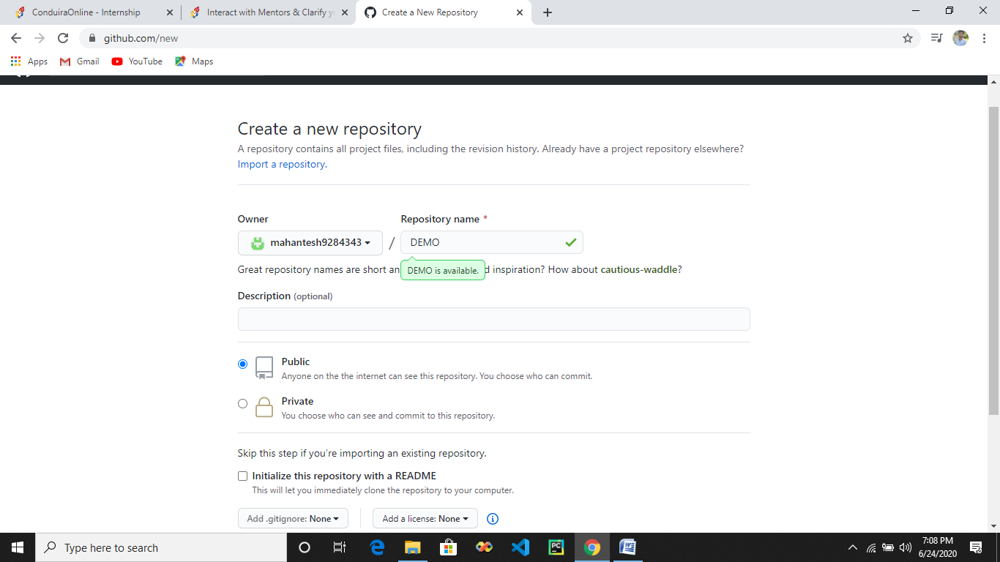 ConduiraOnline - Internship
Interact with Mentors & Clarify yo
Create a New Repository
github.com/new
Apps
Gmail
YouTube
Maps
Create a new repository
A repository contains all project files, including the revision history. Already have a project repository elsewhere?
Import a repository.
Owner
Repository name *
mahantesh9284343 / DEMO
Great repository names are short an DEMO is available. d inspiration? How about cautious-waddle?
Description (optional)
Public
Anyone on the the internet can see this repository. You choose who can commit.
Private
You choose who can see and commit to this repository.
Skip this step if you're importing an existing repository.
Initialize this repository with a README
This will let you immediately clone the repository to your computer.
Add .gitignore: None
Add a license: None
Type here to search
PC
7:08 PM
6/24/2020